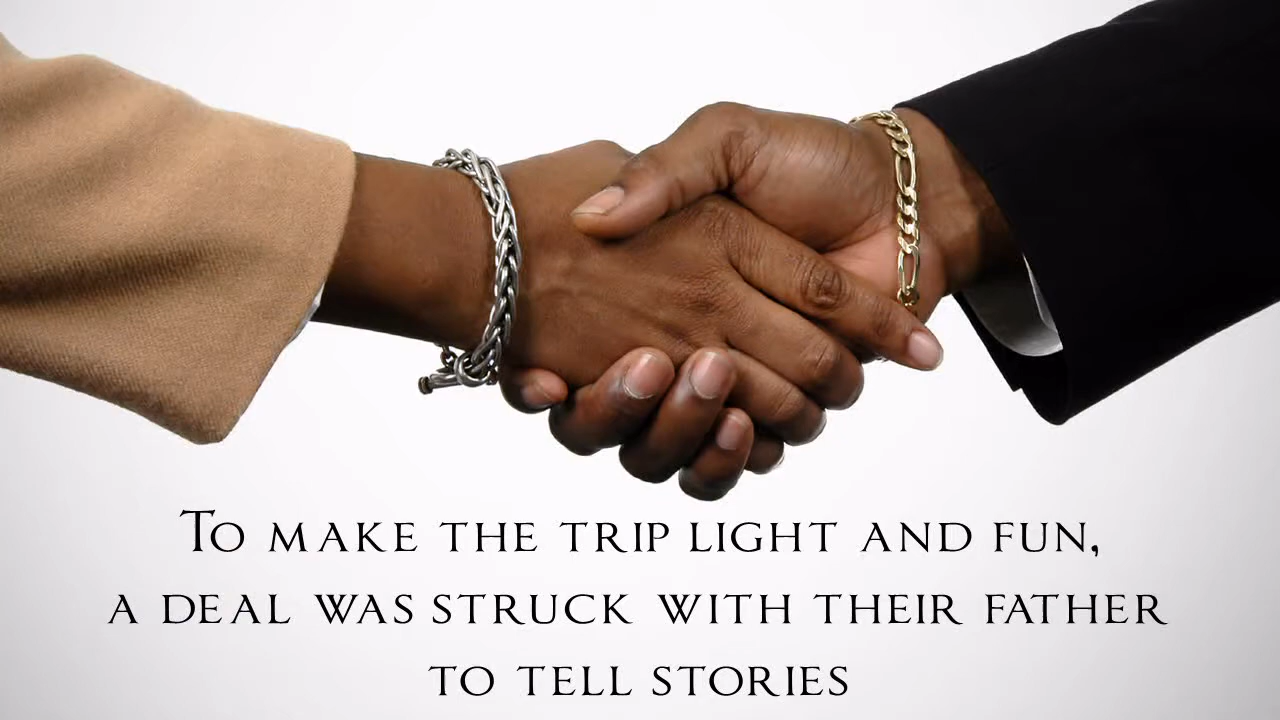 To make the trip light and fun,
a deal was struck with their father
to tell stories